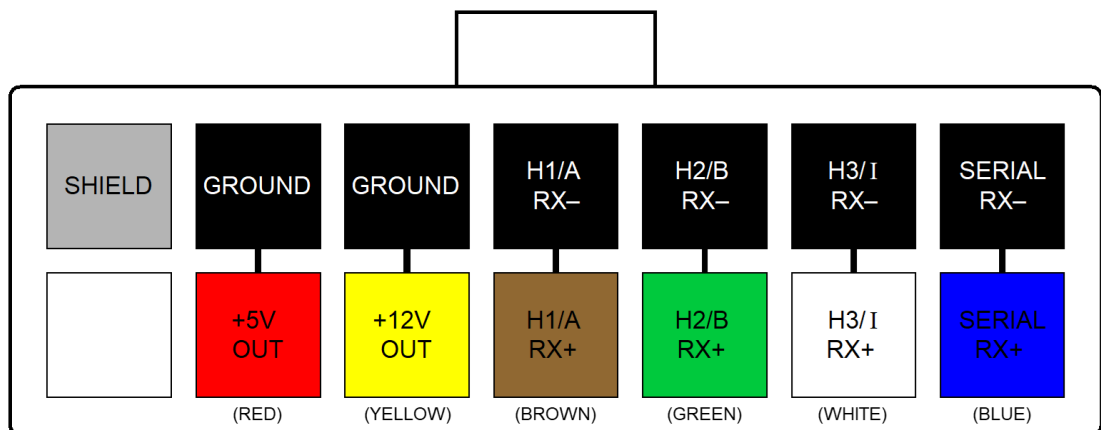 SHIELD
GROUND
GROUND
H1/A
RX–
H2/B
RX–
H3/I
RX–
SERIAL
RX–
+5V
OUT
+12V
OUT
H1/A
RX+
H2/B
RX+
H3/I
RX+
SERIAL
RX+
(RED)
(YELLOW)
(BROWN)
(GREEN)
(WHITE)
(BLUE)